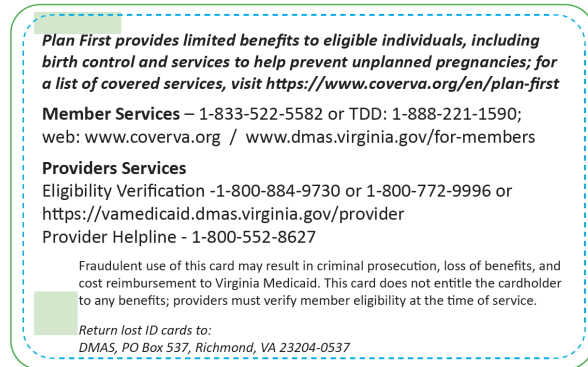 Plan First provides limited benefits to eligible individuals, including
birth control and services to help prevent unplanned pregnancies; for
a list of covered services, visit https://www.coverva.org/en/plan-first
Member Services – 1-833-522-5582 or TDD: 1-888-221-1590;
web: www.coverva.org / www.dmas.virginia.gov/for-members
Providers Services
Eligibility Verification -1-800-884-9730 or 1-800-772-9996 or
https://vamedicaid.dmas.virginia.gov/provider
Provider Helpline - 1-800-552-8627
Fraudulent use of this card may result in criminal prosecution, loss of benefits, and
cost reimbursement to Virginia Medicaid. This card does not entitle the cardholder
to any benefits; providers must verify member eligibility at the time of service.
Return lost ID cards to:
DMAS, PO Box 537, Richmond, VA 23204-0537